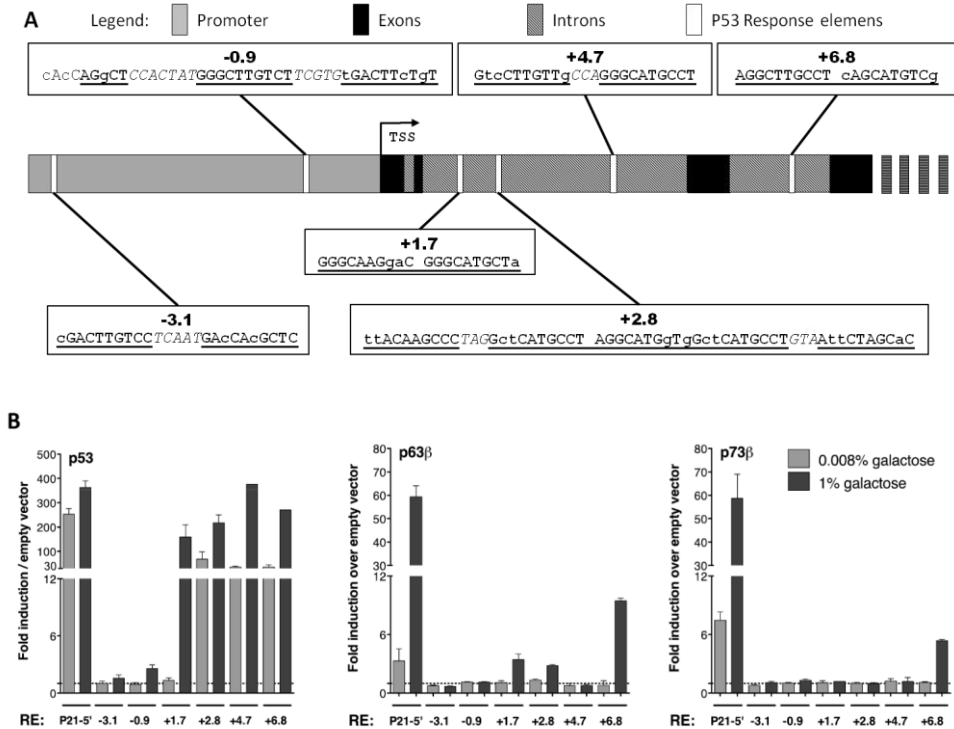 A
Legend: Promoter Exons Introns P53 Response elemens
-0.9
cAcCAGgCTCCACTATGGGCTTGTCTTCGTGtGACTTcTgT
+4.7
GtcCTTGTTgCCAGGGCATGCCT
+6.8
AGGCTTGCCT cAGCATGTCg
TSS
+1.7
GGGCAAGgaC GGGCATGCTa
-3.1
cGACTTGTCCTCAATGAcCAcGCTC
+2.8
ttACAAGCCCTAGGctCATGCCT AGGCATGgTgGctCATGCCTGTAAttCTAGCaC
B
p53
Fold induction / empty vector
500
400
300
200
100
30
12
6
1
RE: P21-5' -3.1 -0.9 +1.7 +2.8 +4.7 +6.8
p63β
Fold induction over empty vector
80
70
60
50
40
30
20
12
6
1
RE: P21-5' -3.1 -0.9 +1.7 +2.8 +4.7 +6.8
p73β
0.008% galactose
1% galactose
Fold induction over empty vector
80
70
60
50
40
30
20
12
6
1
RE: P21-5' -3.1 -0.9 +1.7 +2.8 +4.7 +6.8